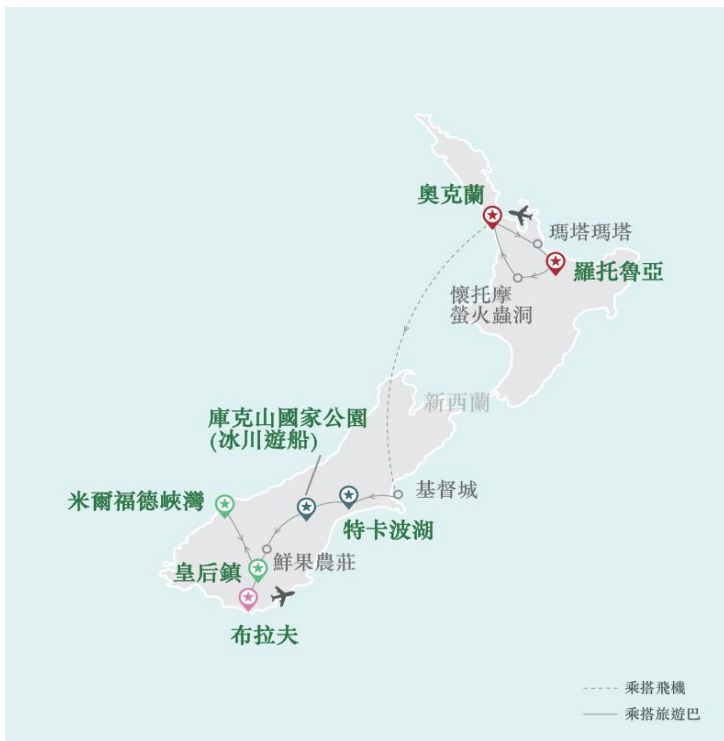 奧克蘭
瑪塔瑪塔
羅托魯亞
懷托摩
螢火蟲洞
新西蘭
庫克山國家公園
(冰川遊船)
米爾福德峽灣
基督城
特卡波湖
鮮果農莊
皇后鎮
布拉夫
乘搭飛機
乘搭旅遊巴